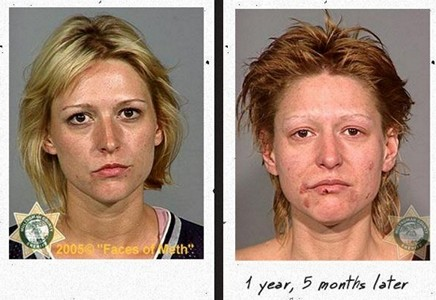 2005© "Faces of Meth"
1 year, 5 months later